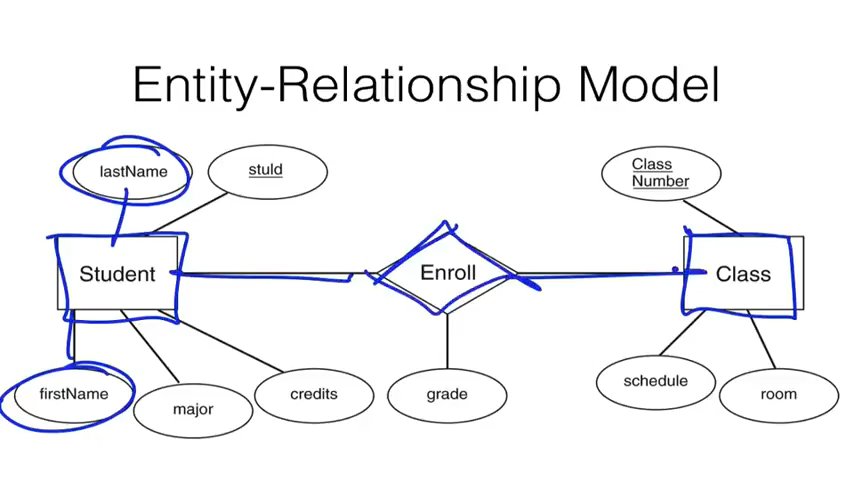 Entity-Relationship Model
lastName
stuId
Class
Number
Student
Enroll
Class
firstName
major
credits
grade
schedule
room